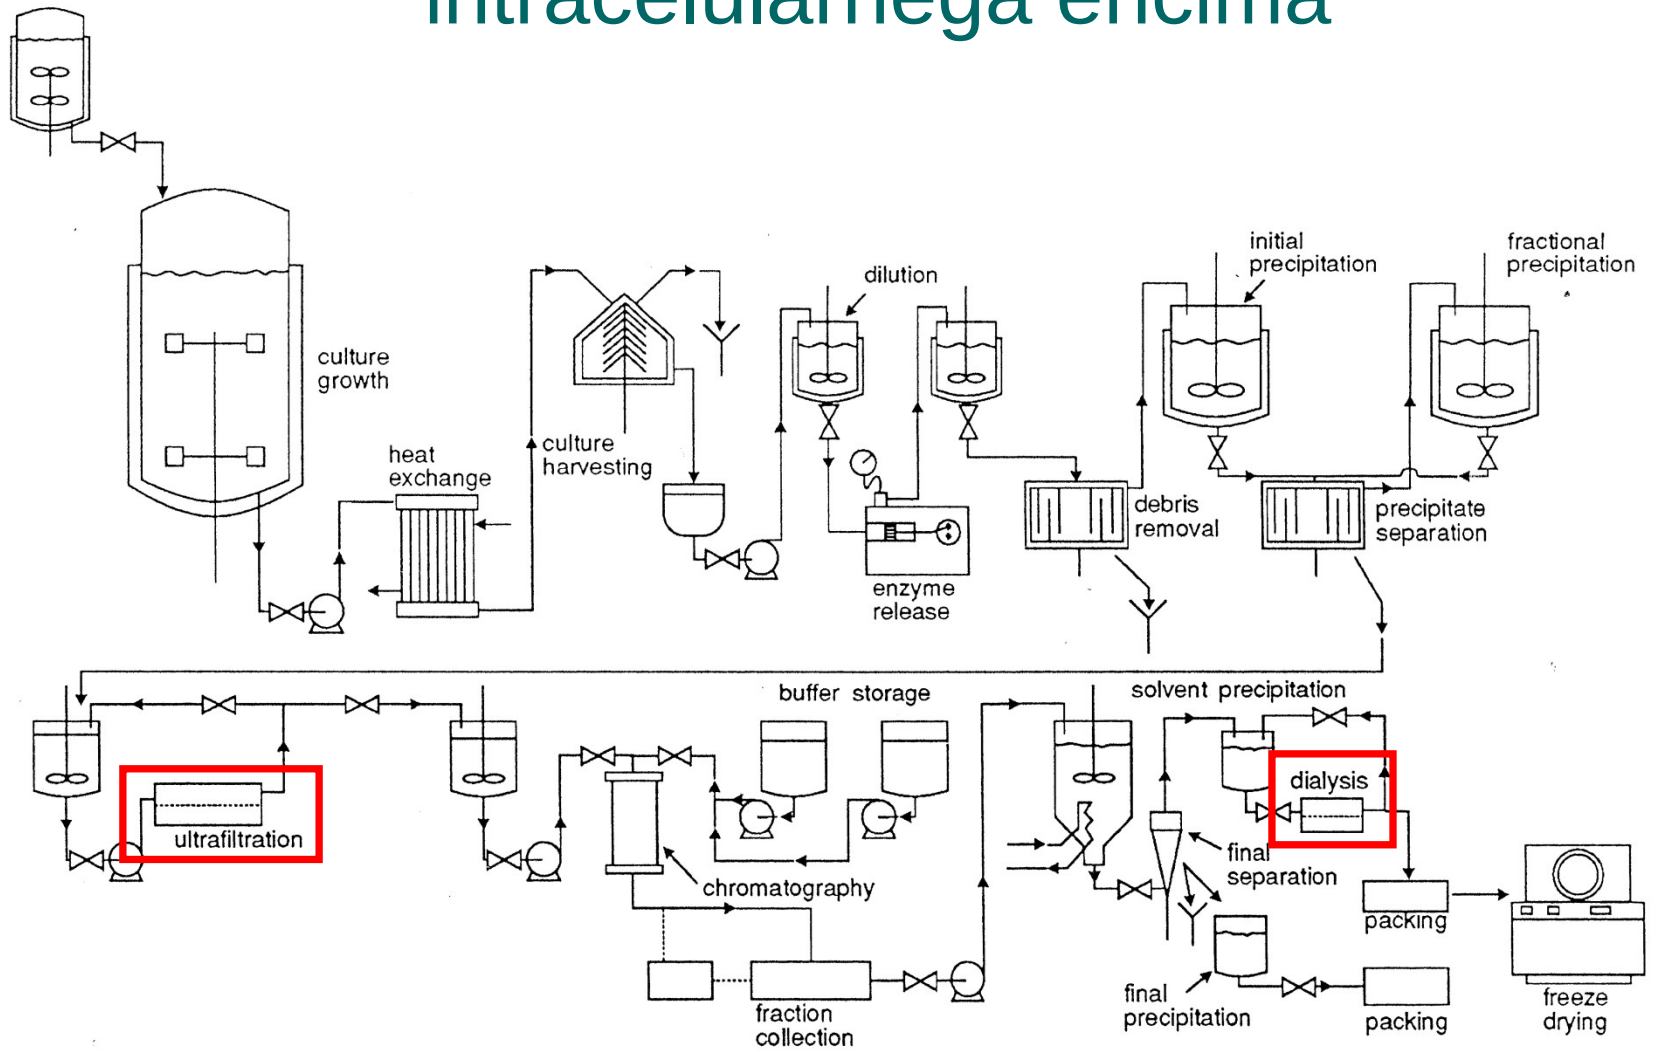 intracelularnega encima
initial
precipitation
fractional
precipitation
dilution
culture
growth
heat
exchange
culture
harvesting
debris
removal
precipitate
separation
enzyme
release
buffer storage
solvent precipitation
dialysis
ultrafiltration
final
separation
chromatography
packing
fraction
collection
final
precipitation
packing
freeze
drying